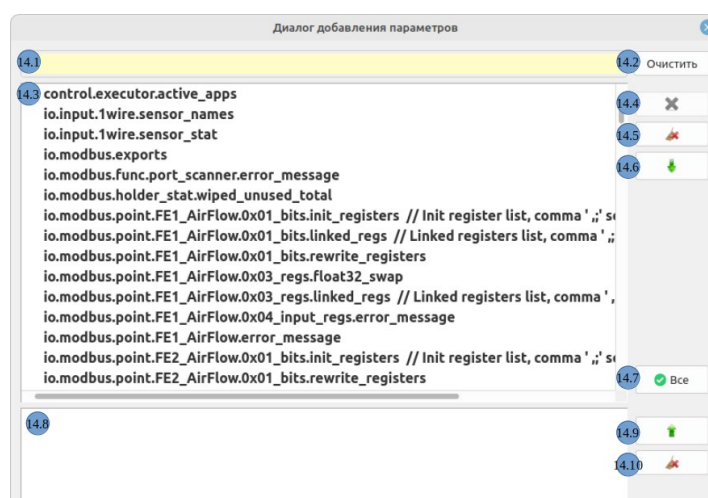 Диалог добавления параметров
14.1
14.2 Очистить
14.3 control.executor.active_apps
14.4
io.input.1wire.sensor_names
io.input.1wire.sensor_stat
14.5
io.modbus.exports
14.6
io.modbus.func.port_scanner.error_message
io.modbus.holder_stat.wiped_unused_total
io.modbus.point.FE1_AirFlow.0x01_bits.init_registers // Init register list, comma ' ,;' s
io.modbus.point.FE1_AirFlow.0x01_bits.linked_regs // Linked registers list, comma ' ,;
io.modbus.point.FE1_AirFlow.0x01_bits.rewrite_registers
io.modbus.point.FE1_AirFlow.0x03_regs.float32_swap
io.modbus.point.FE1_AirFlow.0x03_regs.linked_regs // Linked registers list, comma ' ,
io.modbus.point.FE1_AirFlow.0x04_input_regs.error_message
io.modbus.point.FE1_AirFlow.error_message
io.modbus.point.FE2_AirFlow.0x01_bits.init_registers // Init register list, comma ' ,;' s
io.modbus.point.FE2_AirFlow.0x01_bits.rewrite_registers
14.7 Все
14.8
14.9
14.10